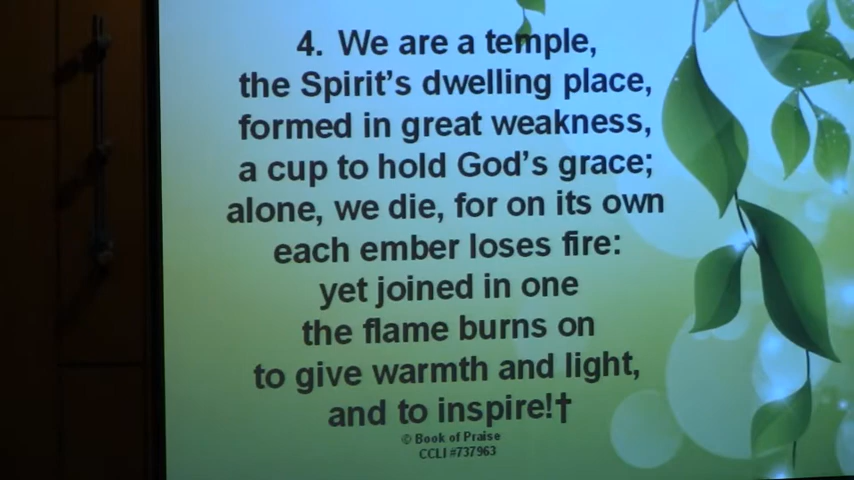 4. We are a temple,
the Spirit's dwelling place,
formed in great weakness,
a cup to hold God's grace;
alone, we die, for on its own
each ember loses fire:
yet joined in one
the flame burns on
to give warmth and light,
and to inspire!†
© Book of Praise
CCLI #737963